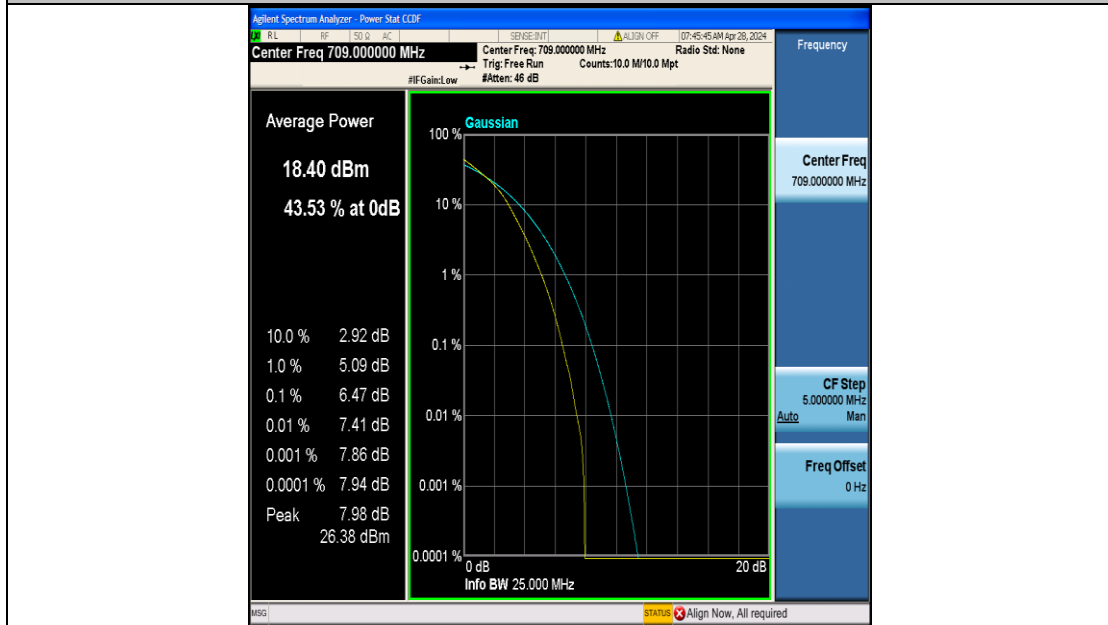 Agilent Spectrum Analyzer - Power Stat CCDF
RL RF 50 Ω AC SENSE:INT ALIGN OFF 07:45:45 AM Apr 28, 2024
Center Freq 709.000000 MHz
Center Freq: 709.000000 MHz Radio Std: None
Trig: Free Run Counts:10.0 M/10.0 Mpt
#IFGain:Low #Atten: 46 dB
Frequency
Average Power
18.40 dBm
43.53 % at 0dB
10.0 % 2.92 dB
1.0 % 5.09 dB
0.1 % 6.47 dB
0.01 % 7.41 dB
0.001 % 7.86 dB
0.0001 % 7.94 dB
Peak 7.98 dB
26.38 dBm
Gaussian
100 %
10 %
1 %
0.1 %
0.01 %
0.001 %
0.0001 %
0 dB 20 dB
Info BW 25.000 MHz
Center Freq
709.000000 MHz
CF Step
5.000000 MHz
Auto Man
Freq Offset
0 Hz
MSG STATUS Align Now, All required